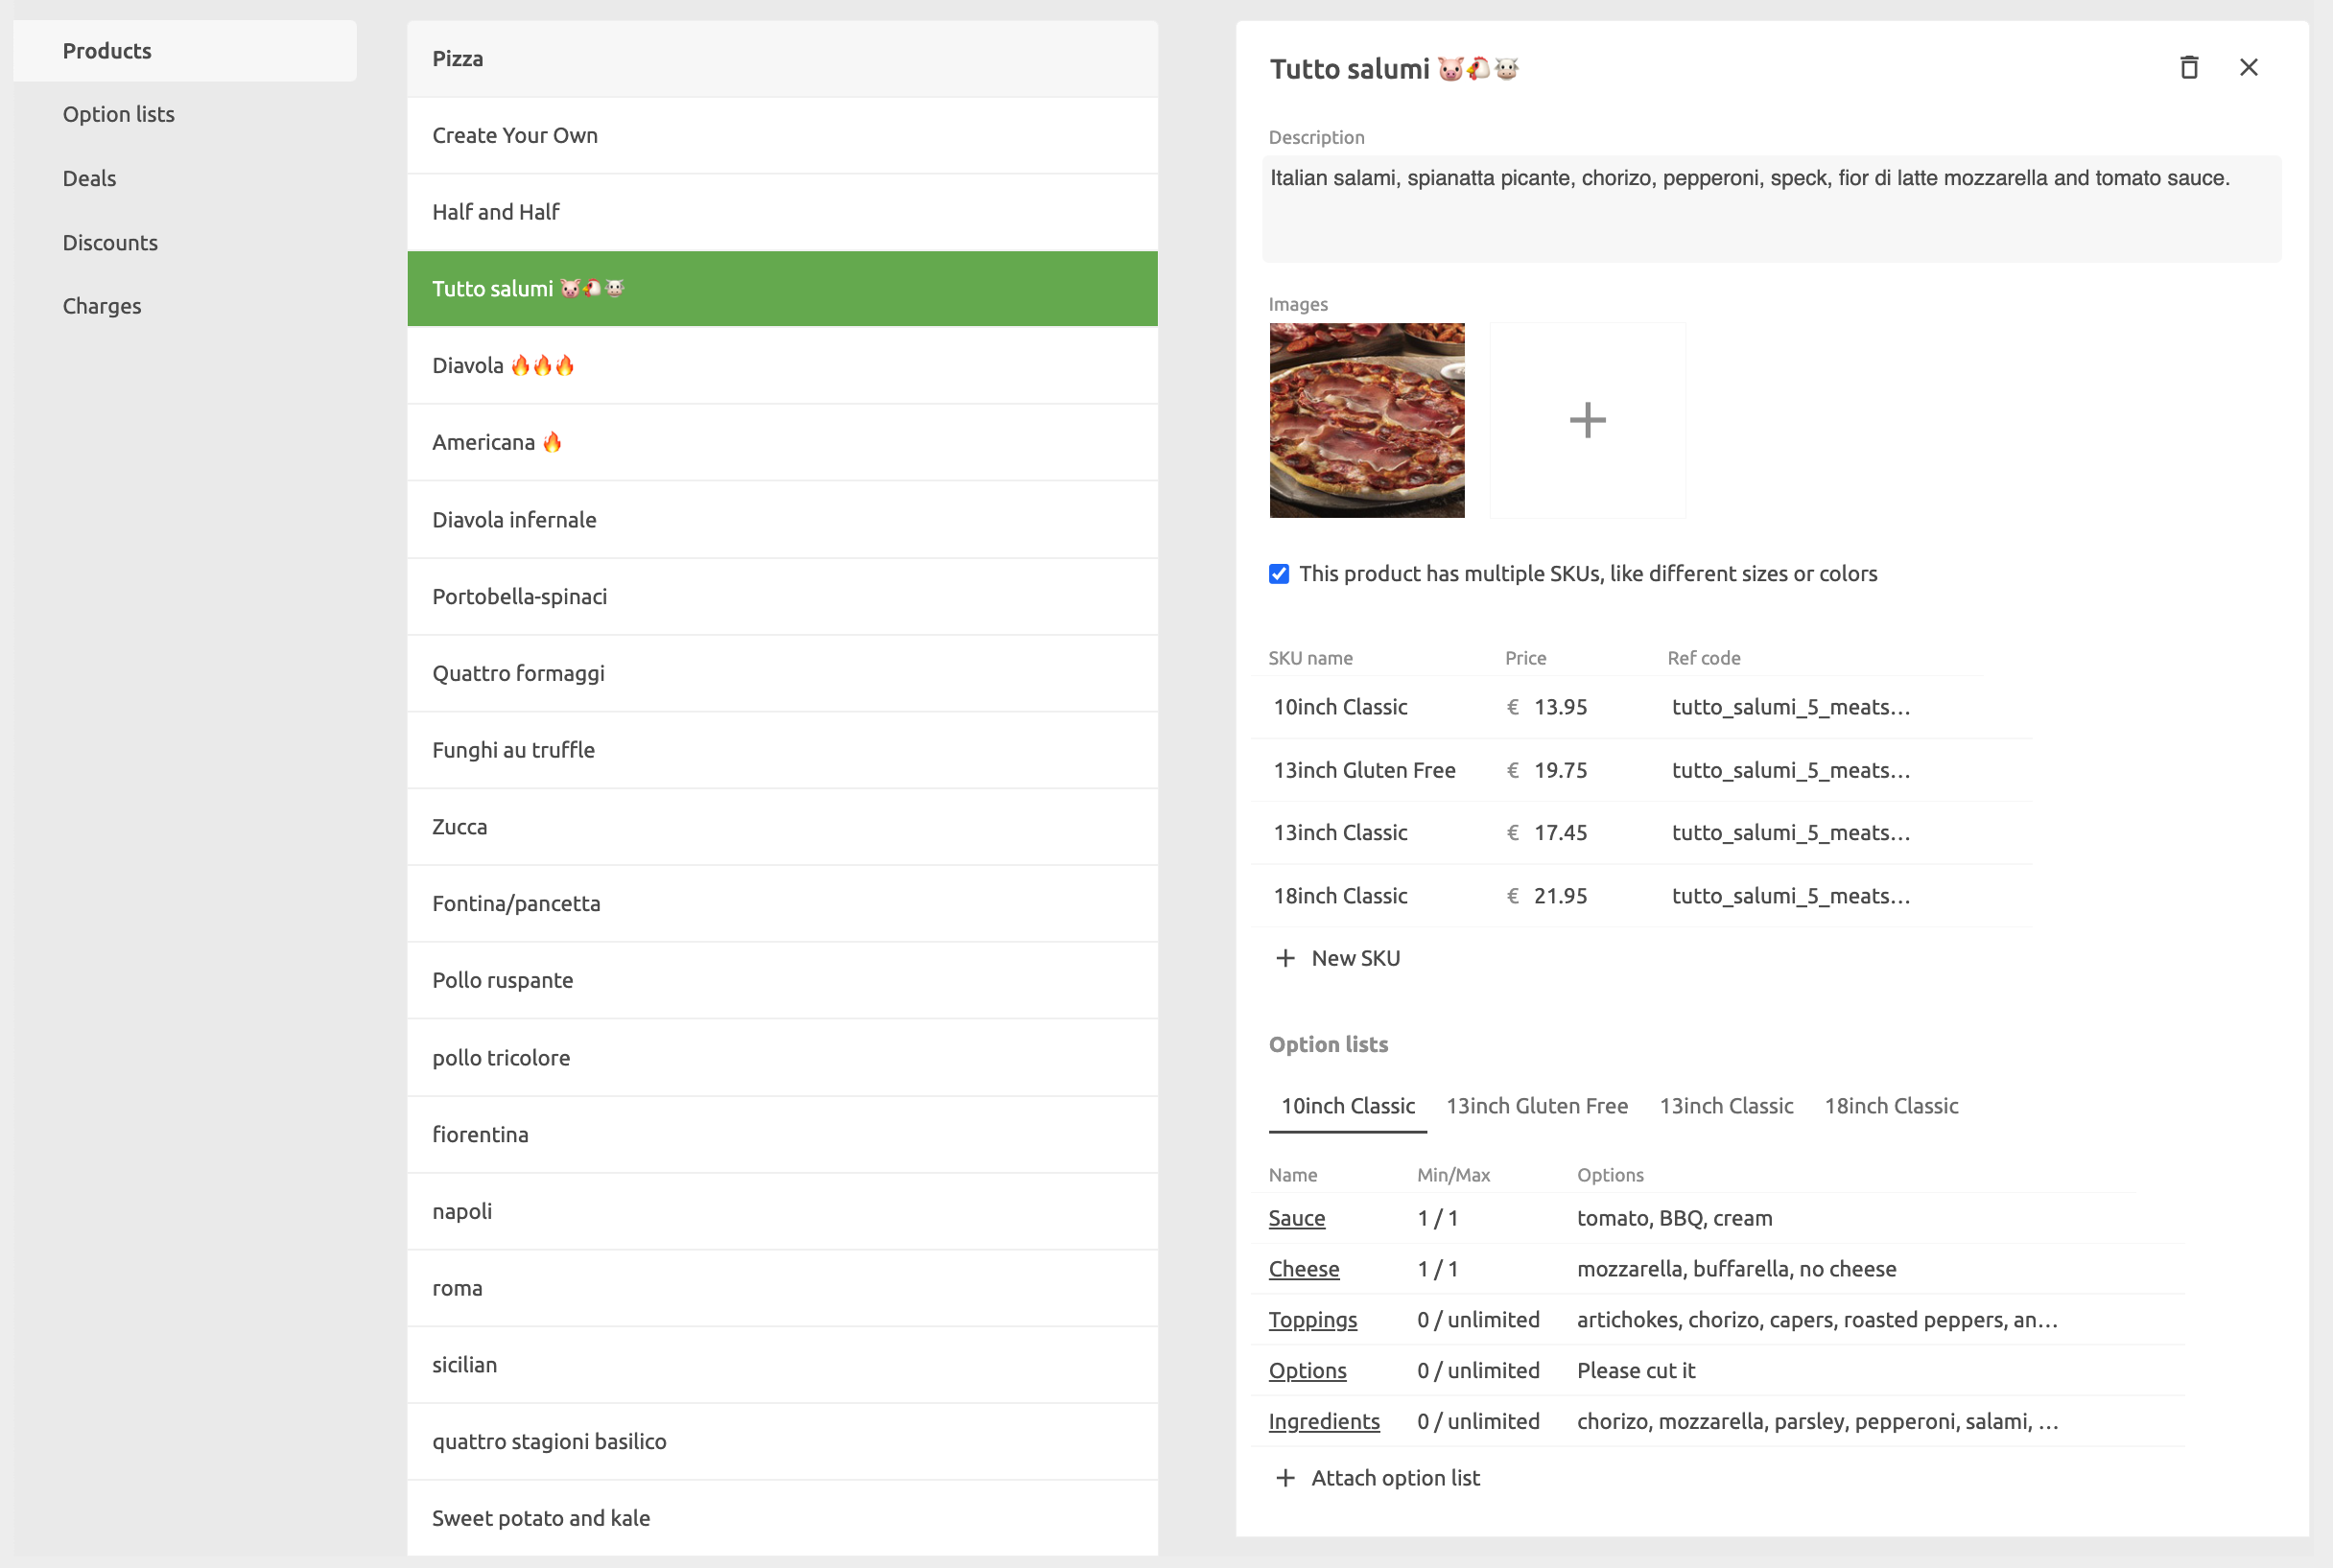 Products
Option lists
Deals
Discounts
Charges
Pizza
Create Your Own
Half and Half
Tutto salumi 🐷🐔🐮
Diavola 🔥🔥🔥
Americana 🔥
Diavola infernale
Portobella-spinaci
Quattro formaggi
Funghi au truffle
Zucca
Fontina/pancetta
Pollo ruspante
pollo tricolore
fiorentina
napoli
roma
sicilian
quattro stagioni basilico
Sweet potato and kale
Tutto salumi 🐷🐔🐮
Description
Italian salami, spianatta picante, chorizo, pepperoni, speck, fior di latte mozzarella and tomato sauce.
Images
This product has multiple SKUs, like different sizes or colors
SKU name Price Ref code
10inch Classic € 13.95 tutto_salumi_5_meats...
13inch Gluten Free € 19.75 tutto_salumi_5_meats...
13inch Classic € 17.45 tutto_salumi_5_meats...
18inch Classic € 21.95 tutto_salumi_5_meats...
+ New SKU
Option lists
10inch Classic 13inch Gluten Free 13inch Classic 18inch Classic
Name Min/Max Options
Sauce 1 / 1 tomato, BBQ, cream
Cheese 1 / 1 mozzarella, buffarella, no cheese
Toppings 0 / unlimited artichokes, chorizo, capers, roasted peppers, an...
Options 0 / unlimited Please cut it
Ingredients 0 / unlimited chorizo, mozzarella, parsley, pepperoni, salami, ...
+ Attach option list